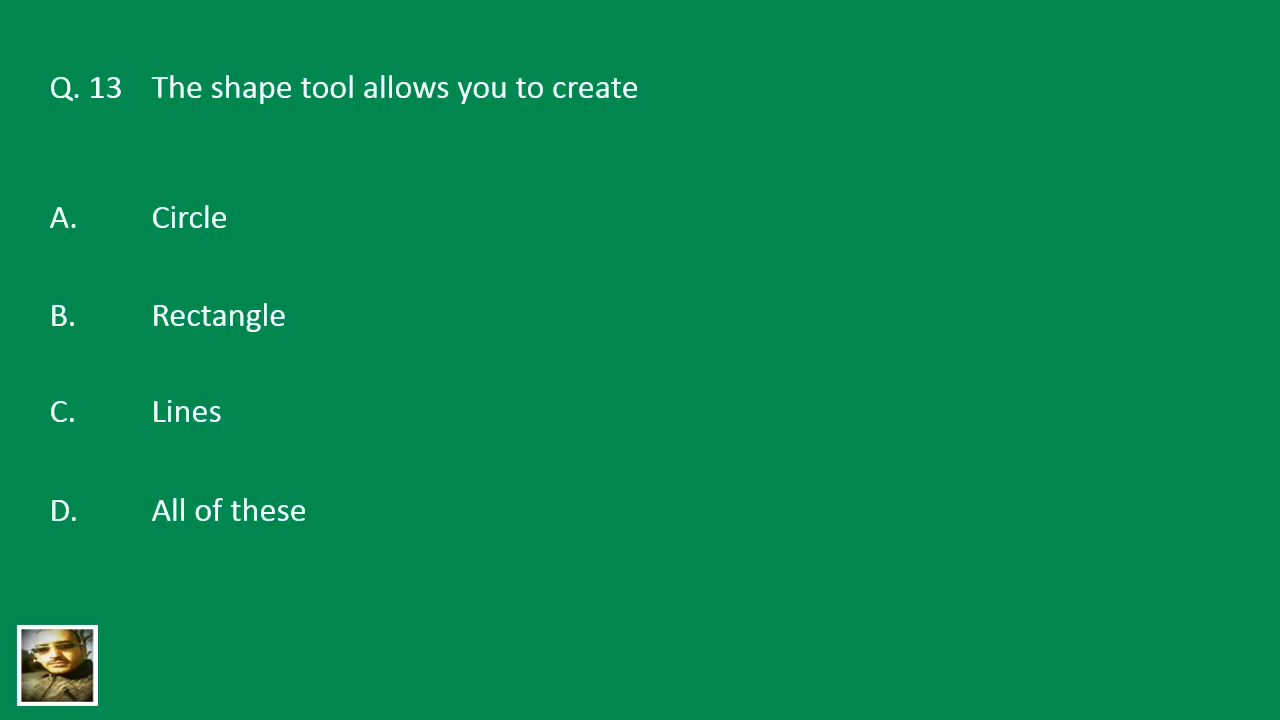 Q. 13 The shape tool allows you to create
A. Circle
B. Rectangle
C. Lines
D. All of these